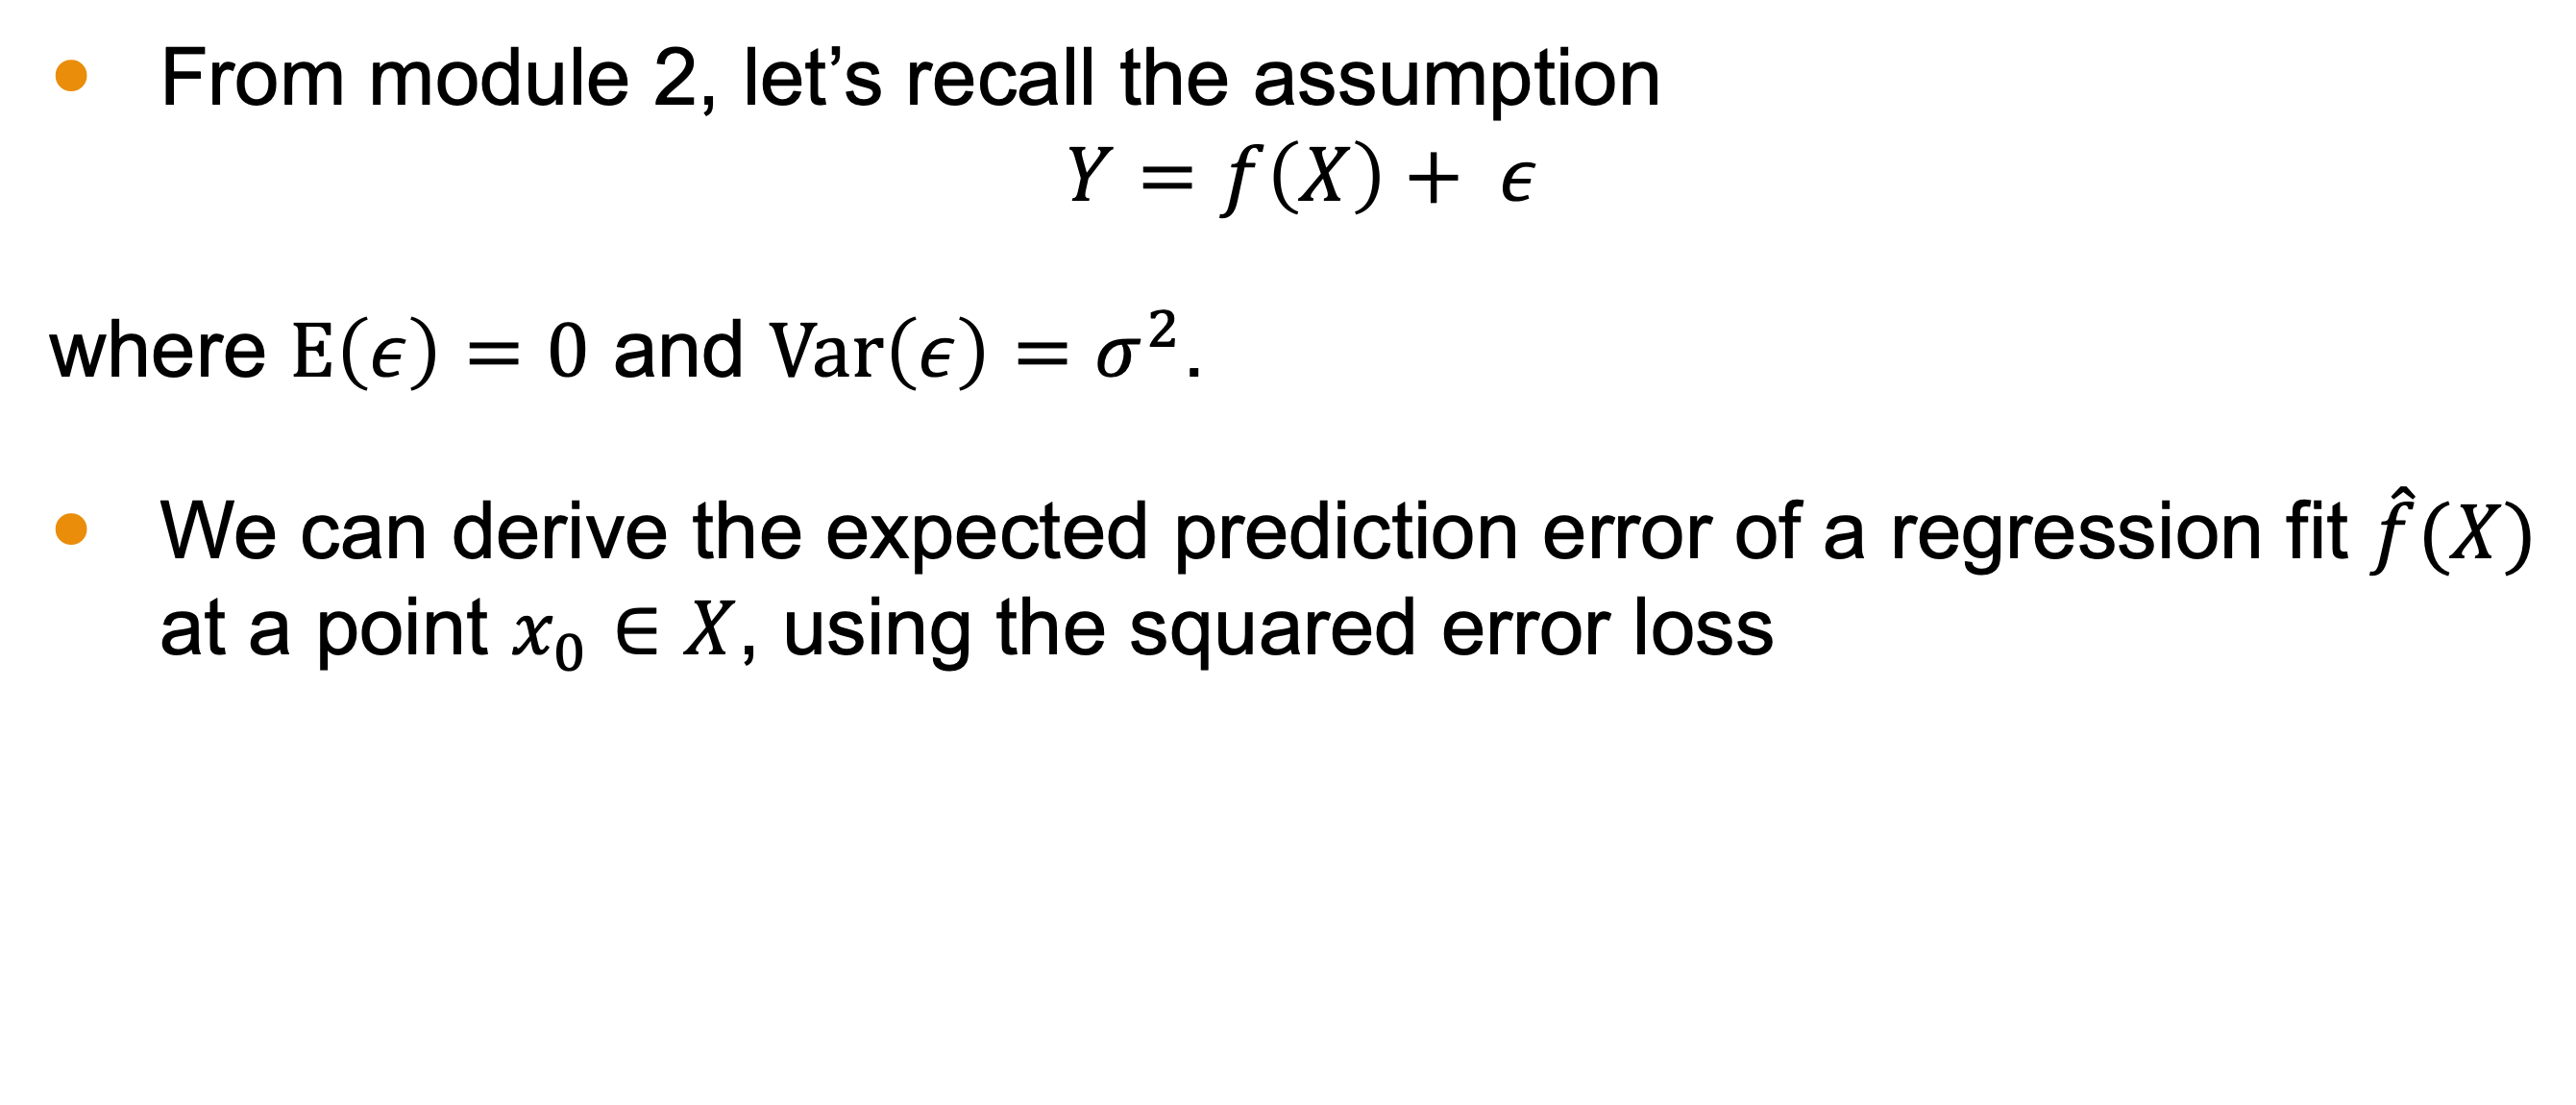 • From module 2, let’s recall the assumption
Y = f(X) + ϵ
where E(ϵ) = 0 and Var(ϵ) = σ².
• We can derive the expected prediction error of a regression fit f̂(X)
at a point x₀ ∈ X, using the squared error loss